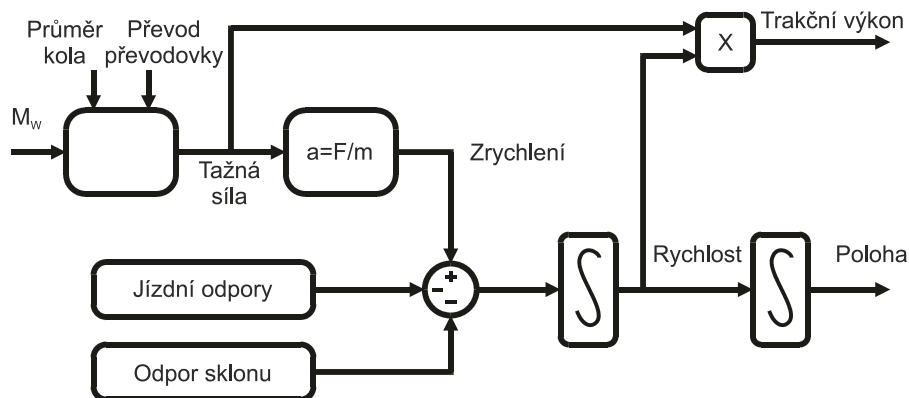 Průměr
kola
Převod
převodovky
Trakční výkon
X
M_w
Tažná
síla
a=F/m
Zrychlení
Jízdní odpory
+
−
−
Rychlost
Poloha
∫
∫
Odpor sklonu